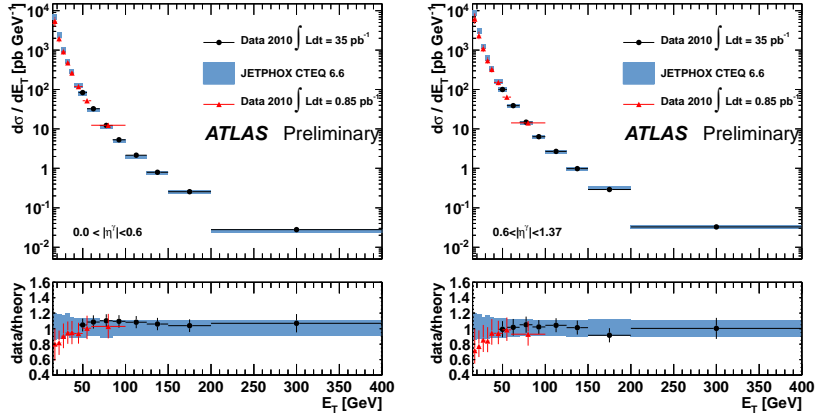 dσ / dE_T [pb GeV⁻¹]
10⁴
10³
10²
10
1
10⁻¹
10⁻²
Data 2010 ∫ Ldt = 35 pb⁻¹
JETPHOX CTEQ 6.6
Data 2010 ∫ Ldt = 0.85 pb⁻¹
ATLAS Preliminary
0.0 < |η^γ|<0.6
data/theory
1.6
1.4
1.2
1
0.8
0.6
0.4
50 100 150 200 250 300 350 400
E_T [GeV]
dσ / dE_T [pb GeV⁻¹]
10⁴
10³
10²
10
1
10⁻¹
10⁻²
Data 2010 ∫ Ldt = 35 pb⁻¹
JETPHOX CTEQ 6.6
Data 2010 ∫ Ldt = 0.85 pb⁻¹
ATLAS Preliminary
0.6<|η^γ|<1.37
data/theory
1.6
1.4
1.2
1
0.8
0.6
0.4
50 100 150 200 250 300 350 400
E_T [GeV]